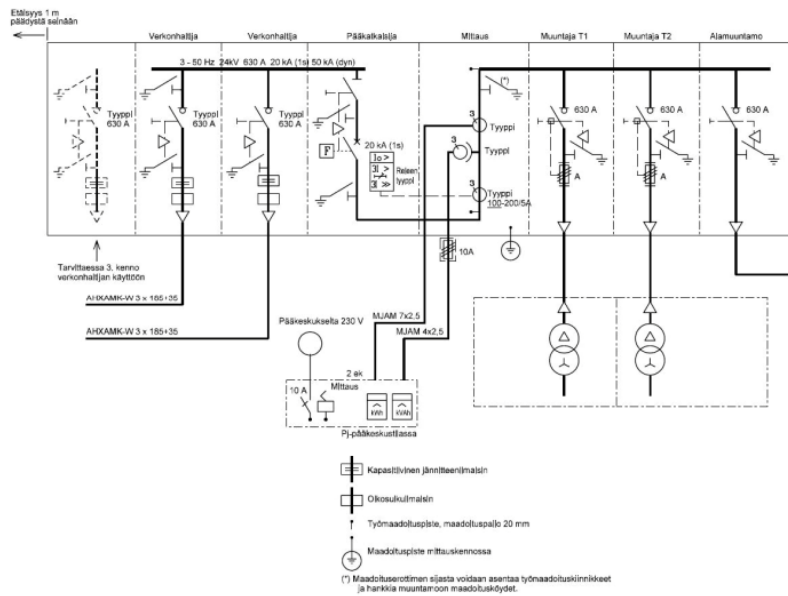 Etäisyys 1 m
päädystä seinään
Verkonhaltija
Verkonhaltija
Pääkatkaisija
Mittaus
Muuntaja T1
Muuntaja T2
Alamuuntamo
3 ~ 50 Hz 24kV 630 A 20 kA (1s) 50 kA (dyn)
(*)
Tyyppi
630 A
Tyyppi
630 A
Tyyppi
630 A
630 A
630 A
630 A
3
Tyyppi
3
Tyyppi
F
20 kA (1s)
Io >
3I >
3I >>
Releen
tyyppi
3
Tyyppi
100-200/5A
A
A
10A
Tarvittaessa 3. kenno
verkonhaltijan käyttöön
AHXAMK-W 3 x 185+35
AHXAMK-W 3 x 185+35
Pääkeskukselta 230 V
MJAM 7x2,5
MJAM 4x2,5
2 ek
Mittaus
10 A
kWh
kVAh
Pj-pääkeskustilassa
Kapasitiivinen jänniteenilmaisin
Oikosulkuilmaisin
Työmaadoituspiste, maadoituspallo 20 mm
Maadoituspiste mittauskennossa
(*) Maadoituserottimen sijasta voidaan asentaa työmaadoituskiinnikkeet
ja hankkia muuntamoon maadoitusköydet.